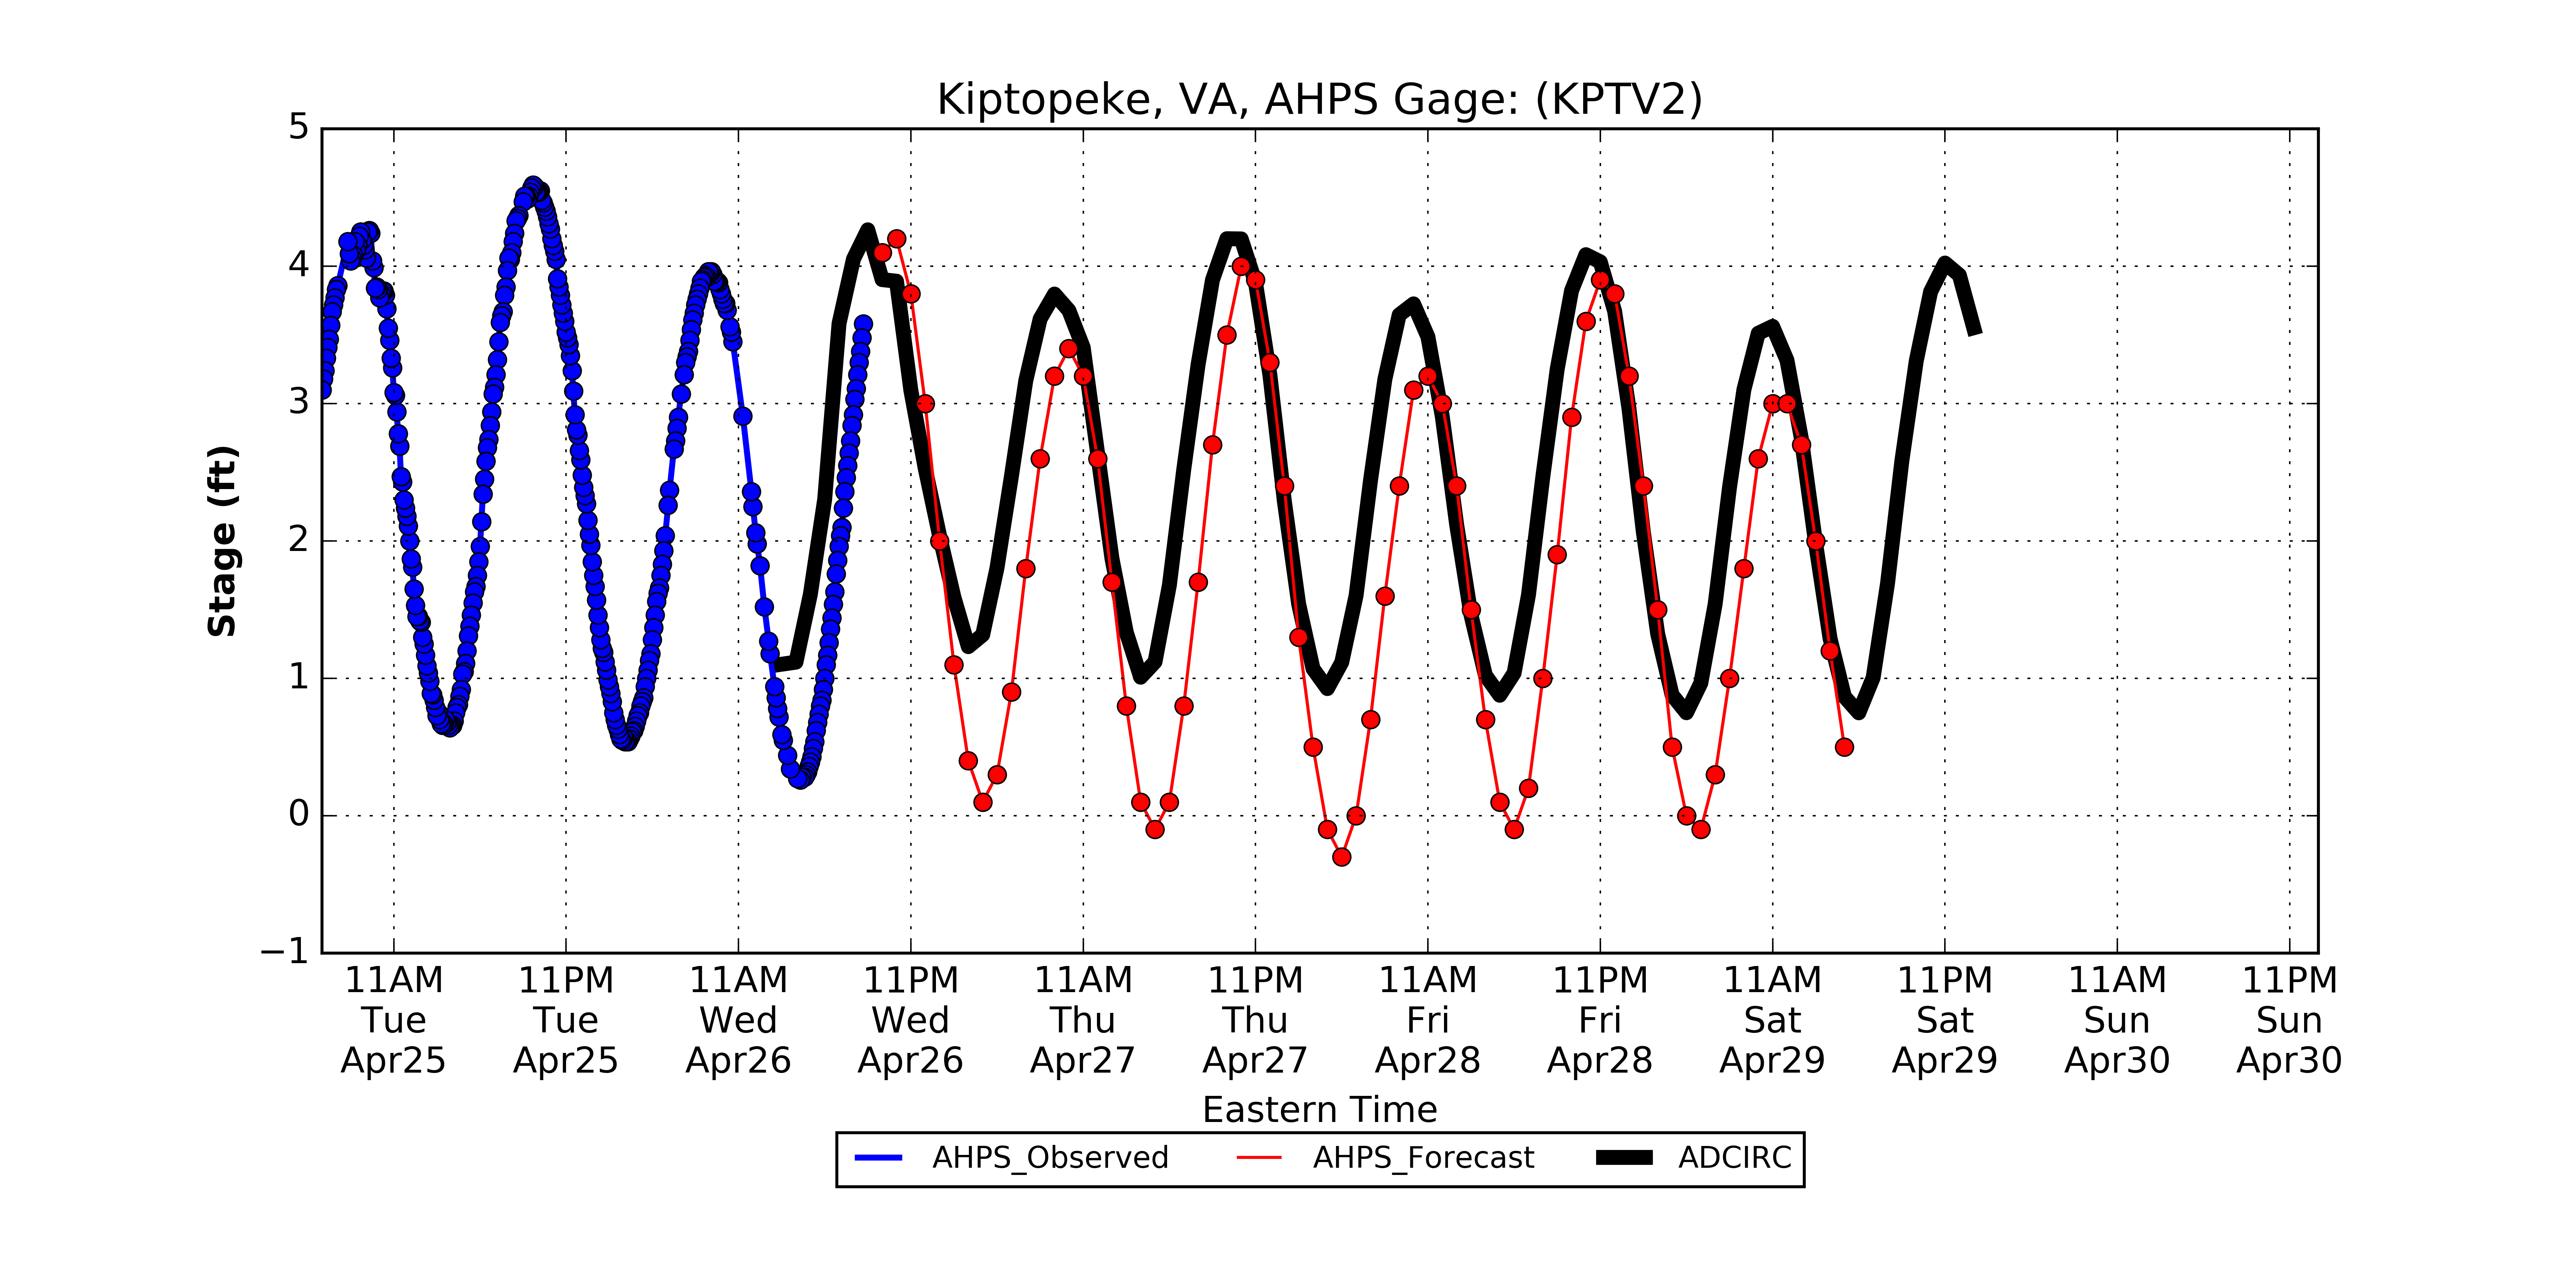 Kiptopeke, VA, AHPS Gage: (KPTV2)
5
4
3
2
1
0
−1
Stage (ft)
11AM 11PM 11AM 11PM 11AM 11PM 11AM 11PM 11AM 11PM 11AM 11PM
Tue Tue Wed Wed Thu Thu Fri Fri Sat Sat Sun Sun
Apr25 Apr25 Apr26 Apr26 Apr27 Apr27 Apr28 Apr28 Apr29 Apr29 Apr30 Apr30
Eastern Time
AHPS_Observed AHPS_Forecast ADCIRC